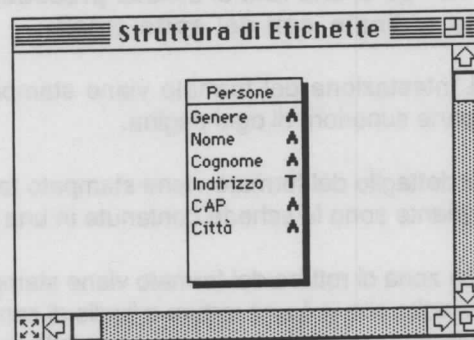 Struttura di Etichette
Persone
Genere A
Nome A
Cognome A
Indirizzo T
CAP A
Città A